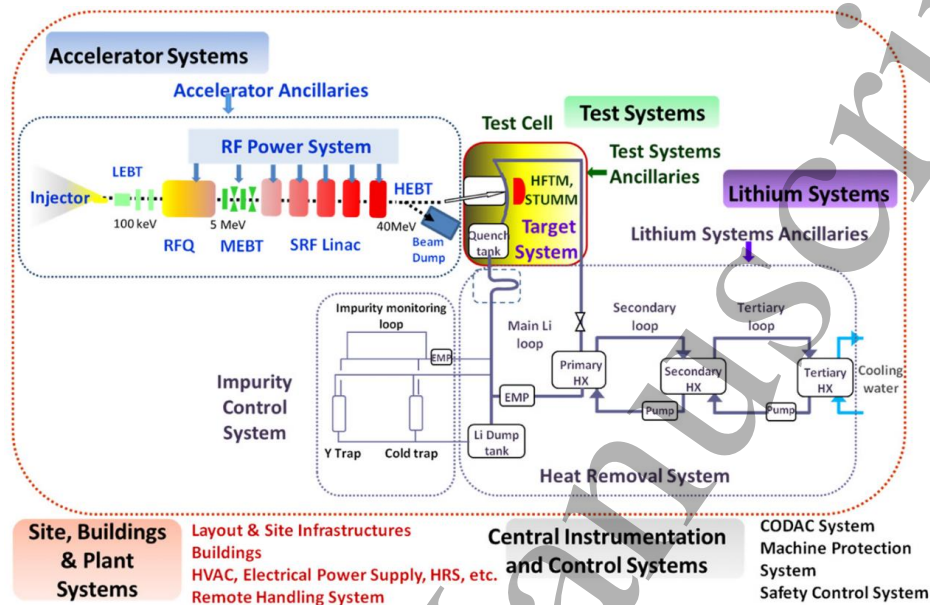 Accelerator Systems
Accelerator Ancillaries
RF Power System
LEBT
Injector
100 keV
RFQ
5 MeV
MEBT
SRF Linac
HEBT
40MeV
Beam
Dump
Test Cell
Test Systems
Test Systems
Ancillaries
HFTM,
STUMM
Target
System
Quench
tank
Lithium Systems
Lithium Systems Ancillaries
Impurity monitoring
loop
EMP
Impurity
Control
System
Y Trap
Cold trap
Main Li
loop
EMP
Li Dump
tank
Primary
HX
Secondary
loop
Pump
Secondary
HX
Tertiary
loop
Pump
Tertiary
HX
Cooling
water
Heat Removal System
Site, Buildings
& Plant
Systems
Layout & Site Infrastructures
Buildings
HVAC, Electrical Power Supply, HRS, etc.
Remote Handling System
Central Instrumentation
and Control Systems
CODAC System
Machine Protection
System
Safety Control System